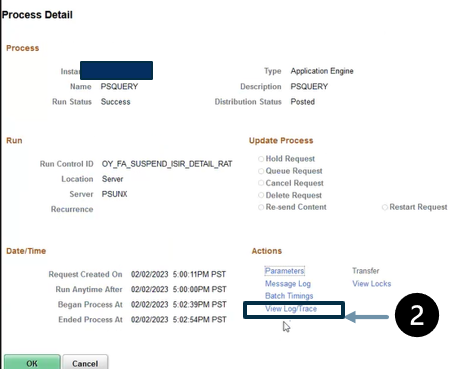 Process Detail
Process
Instan
Type Application Engine
Name PSQUERY
Description PSQUERY
Run Status Success
Distribution Status Posted
Run
Update Process
Run Control ID OY_FA_SUSPEND_ISIR_DETAIL_RAT
Hold Request
Location Server
Queue Request
Server PSUNX
Cancel Request
Recurrence
Delete Request
Re-send Content
Restart Request
Date/Time
Actions
Request Created On 02/02/2023 5:00:11PM PST
Parameters
Transfer
Run Anytime After 02/02/2023 5:00:00PM PST
Message Log
View Locks
Began Process At 02/02/2023 5:02:39PM PST
Batch Timings
Ended Process At 02/02/2023 5:02:54PM PST
View Log/Trace
2
OK
Cancel